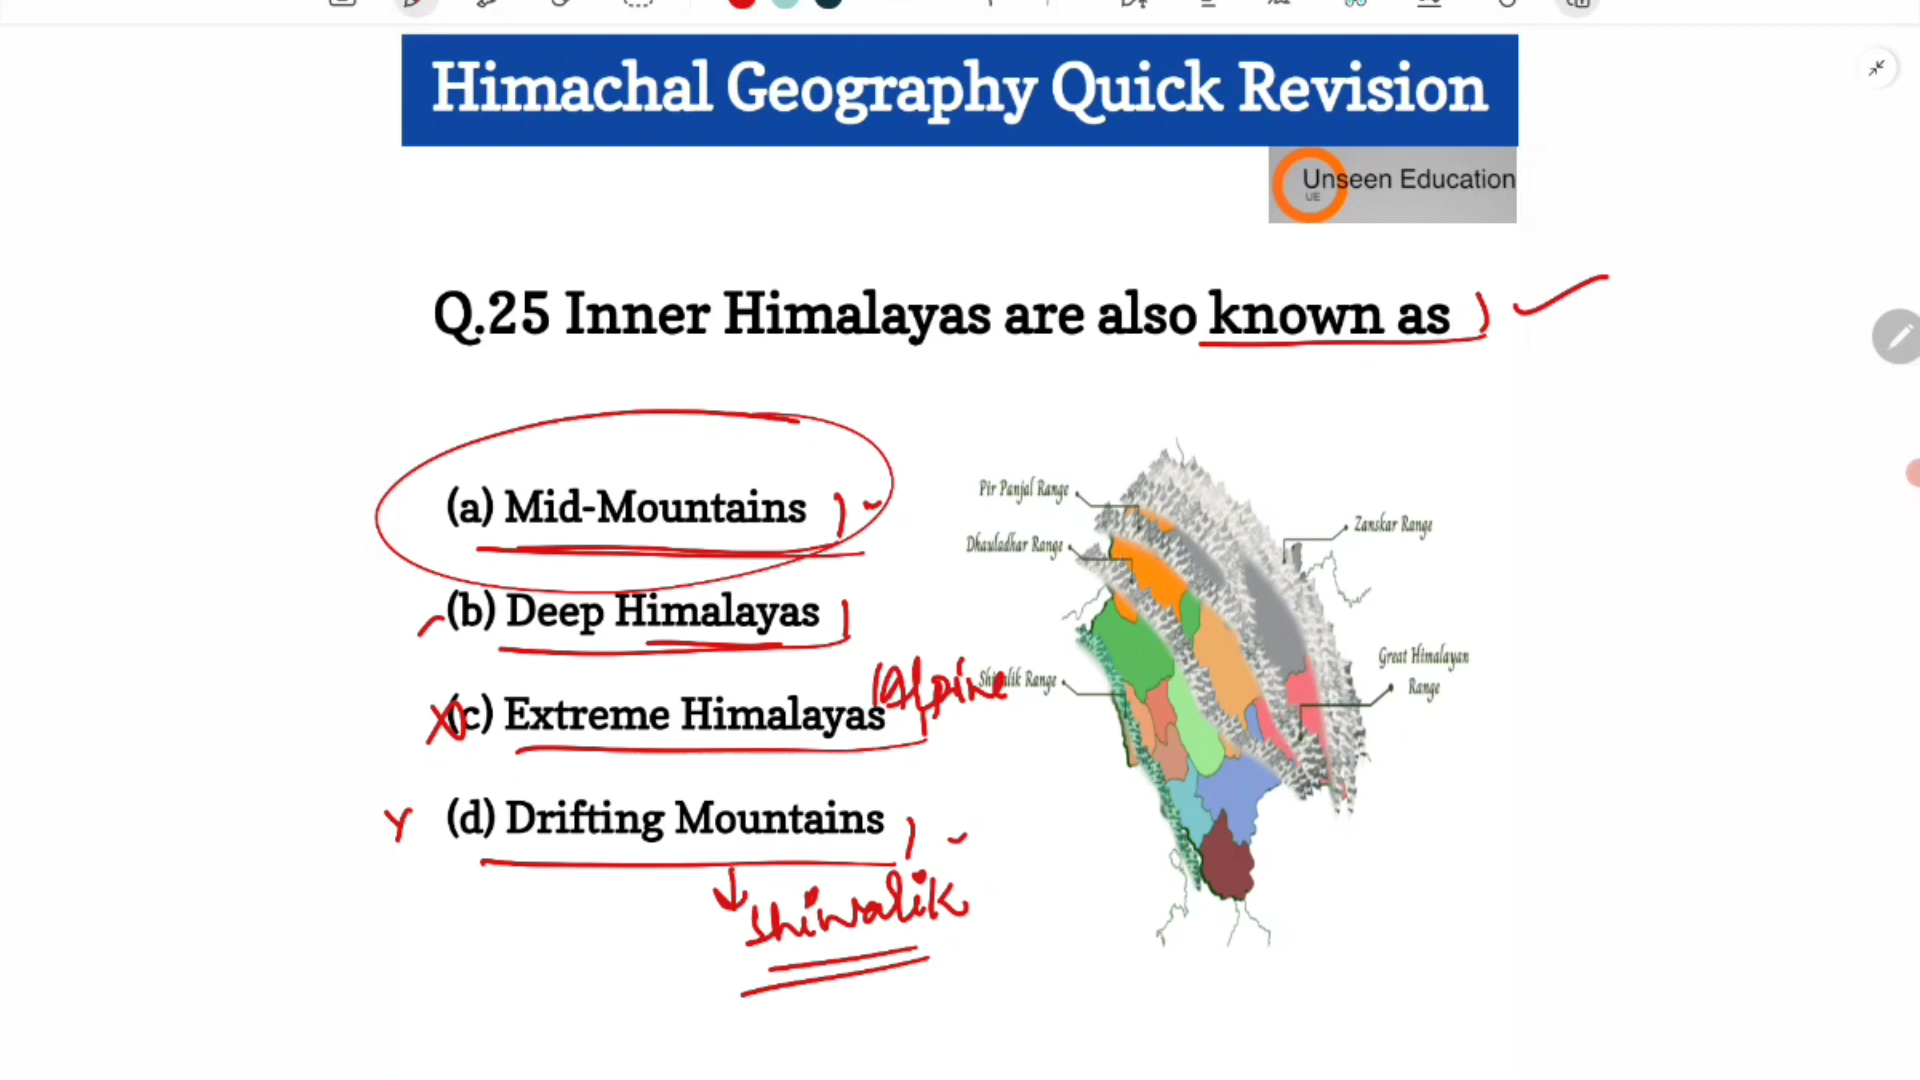 Himachal Geography Quick Revision
Unseen Education
UE
Q.25 Inner Himalayas are also known as
(a) Mid-Mountains
(b) Deep Himalayas
(c) Extreme Himalayas
Alpine
(d) Drifting Mountains
Shiwalik
Pir Panjal Range
Zanskar Range
Dhauladhar Range
Great Himalayan
Range
Shivalik Range